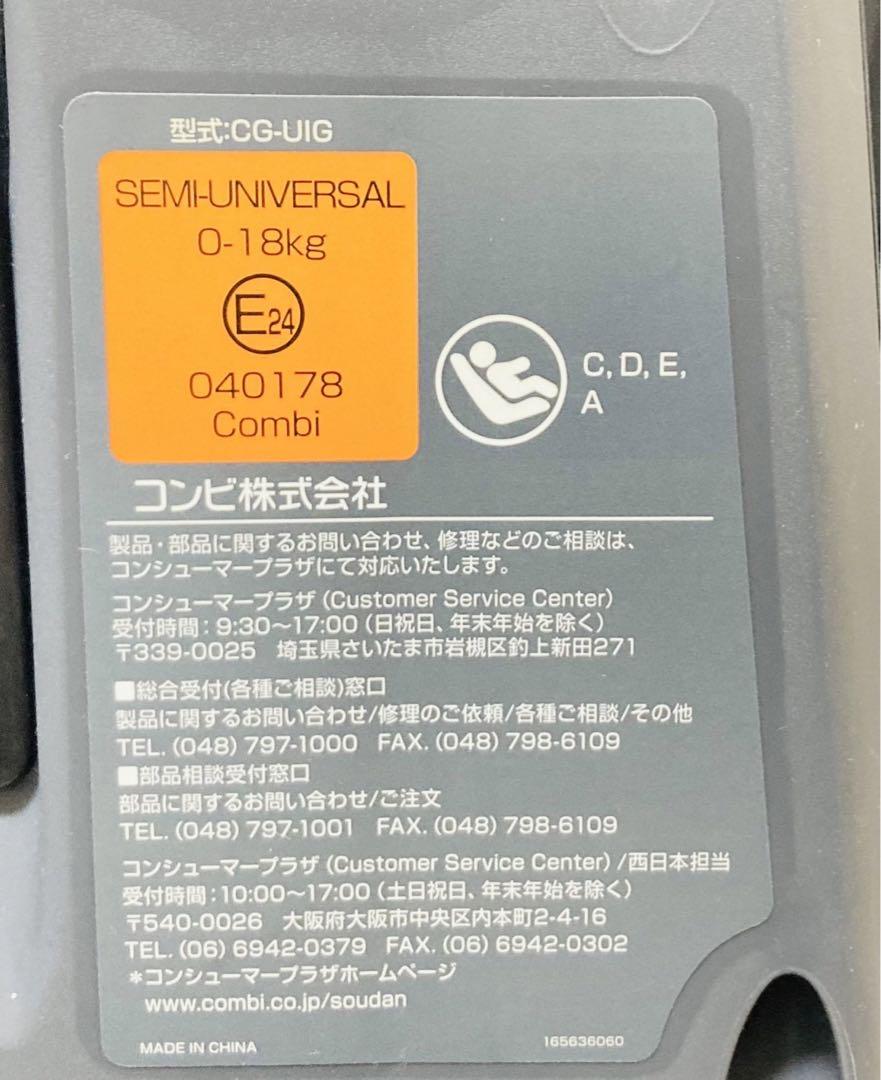 型式:CG-UIG
SEMI-UNIVERSAL
0-18kg
E24
040178
Combi
C, D, E,
A
コンビ株式会社
製品・部品に関するお問い合わせ、修理などのご相談は、
コンシューマープラザにて対応いたします。
コンシューマープラザ (Customer Service Center)
受付時間：9:30～17:00 (日祝日、年末年始を除く)
〒339-0025 埼玉県さいたま市岩槻区釣上新田271
■総合受付(各種ご相談)窓口
製品に関するお問い合わせ/修理のご依頼/各種ご相談/その他
TEL. (048) 797-1000 FAX. (048) 798-6109
■部品相談受付窓口
部品に関するお問い合わせ/ご注文
TEL. (048) 797-1001 FAX. (048) 798-6109
コンシューマープラザ (Customer Service Center) /西日本担当
受付時間：10:00～17:00 (土日祝日、年末年始を除く)
〒540-0026 大阪府大阪市中央区内本町2-4-16
TEL. (06) 6942-0379 FAX. (06) 6942-0302
*コンシューマープラザホームページ
www.combi.co.jp/soudan
MADE IN CHINA 165636060